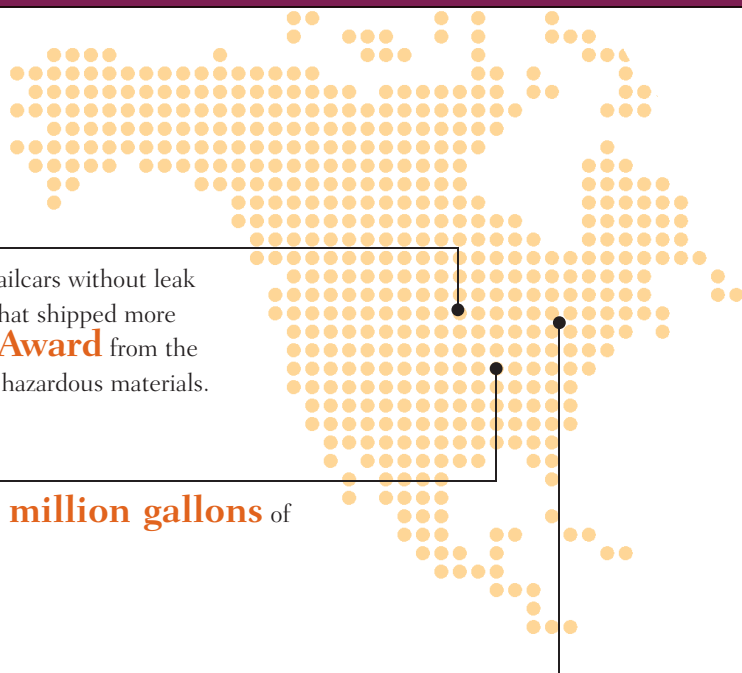 ailcars without leak
hat shipped more
Award from the
hazardous materials.
million gallons of